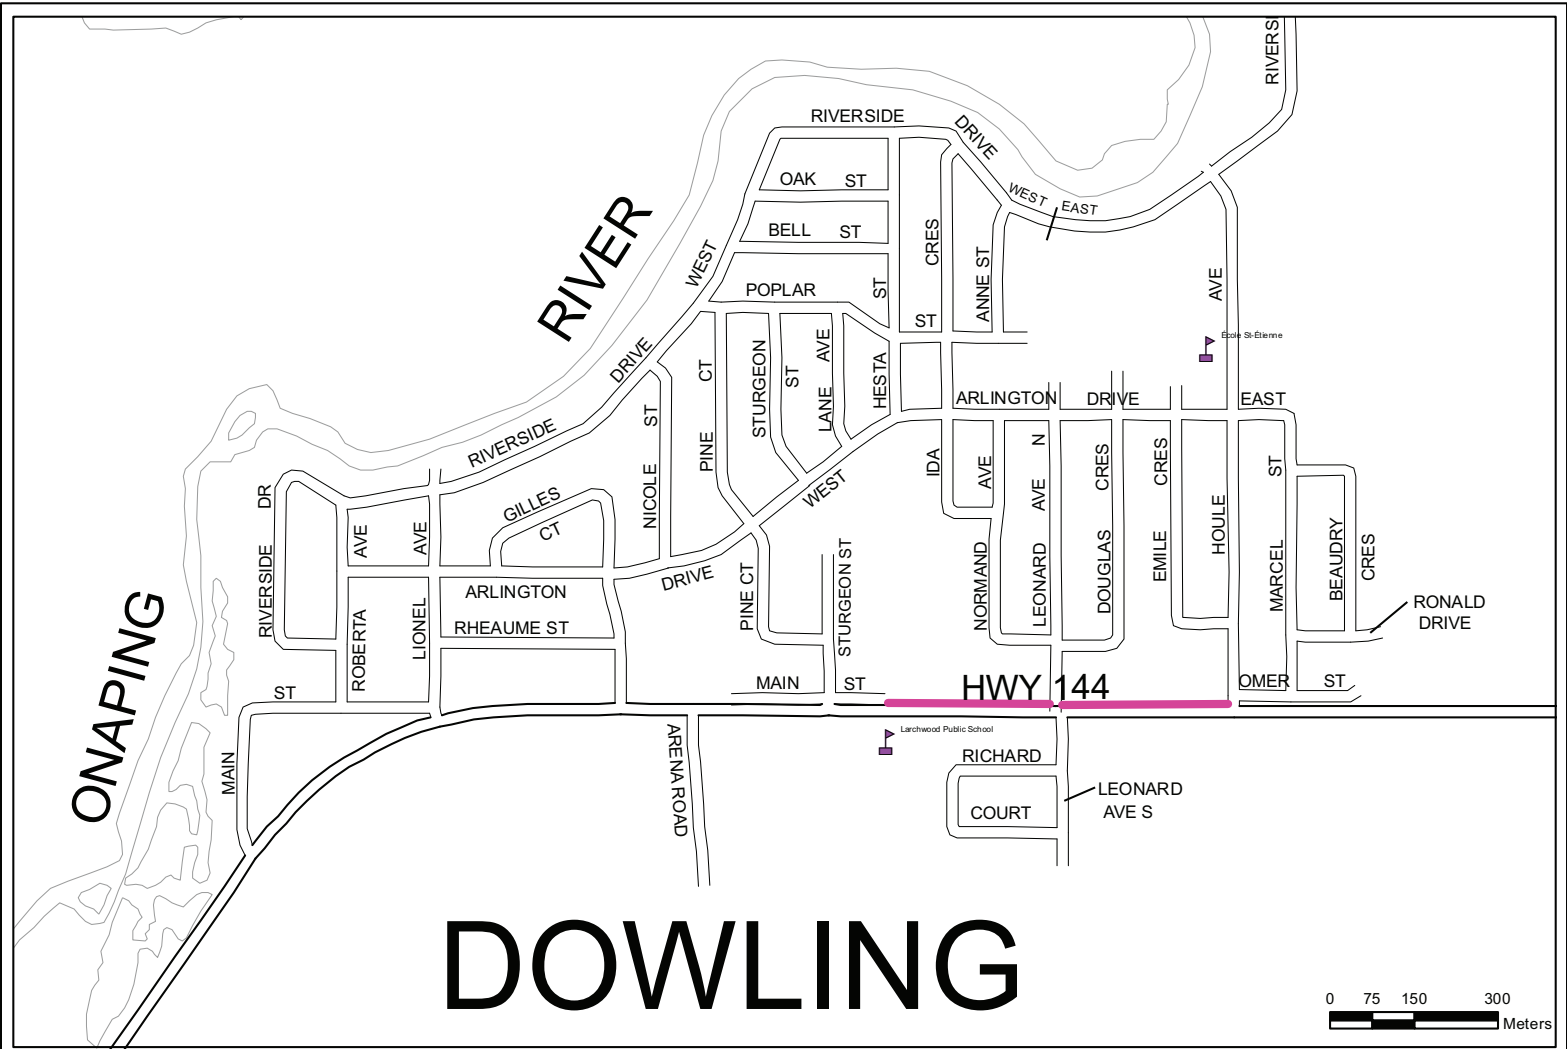 RIVERS
RIVERSIDE
DRIVE
WEST
EAST
OAK ST
BELL ST
WEST
POPLAR
ST
ST
CRES
ANNE ST
AVE
École St-Étienne
RIVER
DRIVE
CT
PINE
STURGEON
ST
AVE
LANE
HESTA
ARLINGTON DRIVE EAST
RIVERSIDE
ST
NICOLE
WEST
IDA
AVE
N
AVE
LEONARD
CRES
DOUGLAS
CRES
EMILE
HOULE
ST
MARCEL
BEAUDRY
CRES
RONALD
DRIVE
DR
RIVERSIDE
AVE
ROBERTA
AVE
LIONEL
GILLES
CT
ARLINGTON
DRIVE
RHEAUME ST
PINE CT
STURGEON ST
NORMAND
ONAPING
ST
MAIN
MAIN ST
HWY 144
OMER ST
ARENA ROAD
Larchwood Public School
RICHARD
COURT
LEONARD
AVE S
DOWLING
0 75 150 300
Meters